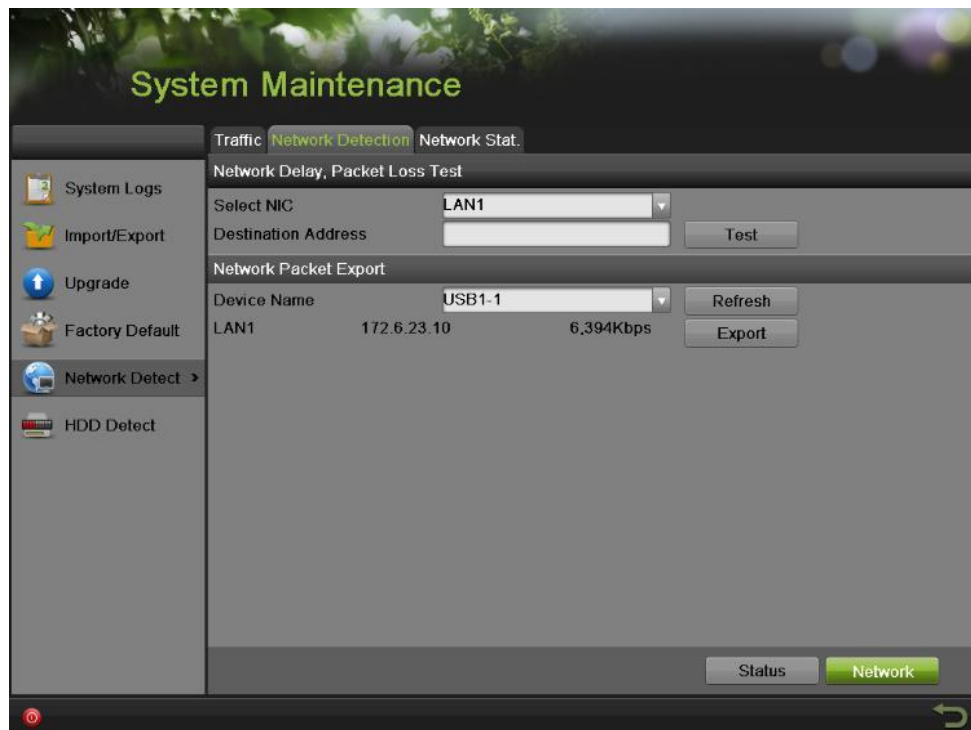 System Maintenance
Traffic Network Detection Network Stat.
Network Delay, Packet Loss Test
System Logs
Import/Export
Upgrade
Factory Default
Network Detect >
HDD Detect
Select NIC LAN1
Destination Address Test
Network Packet Export
Device Name USB1-1 Refresh
LAN1 172.6.23.10 6,394Kbps Export
Status Network